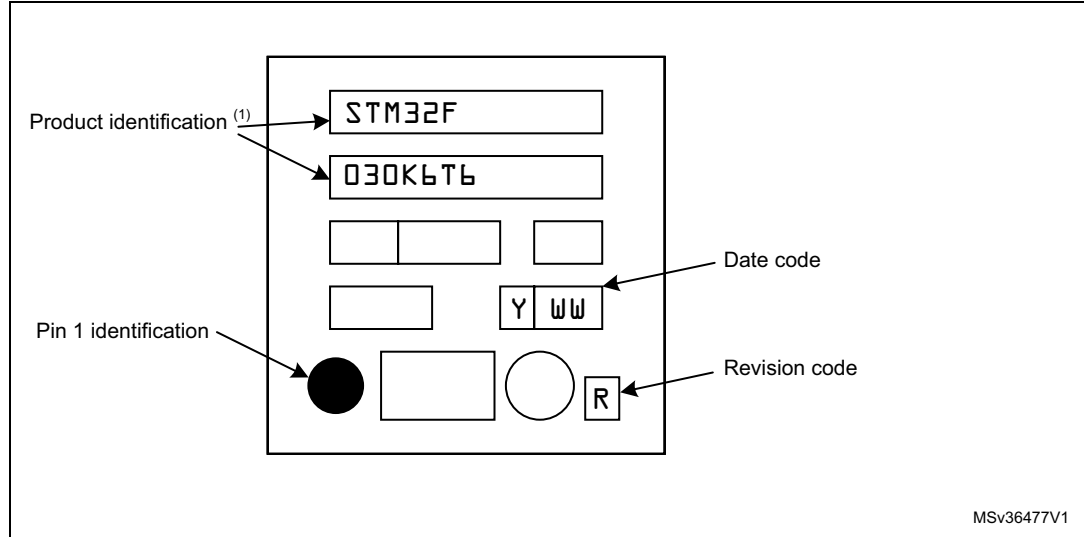 Product identification (1)
STM32F
030K6T6
Date code
Y WW
Pin 1 identification
Revision code
R
MSv36477V1